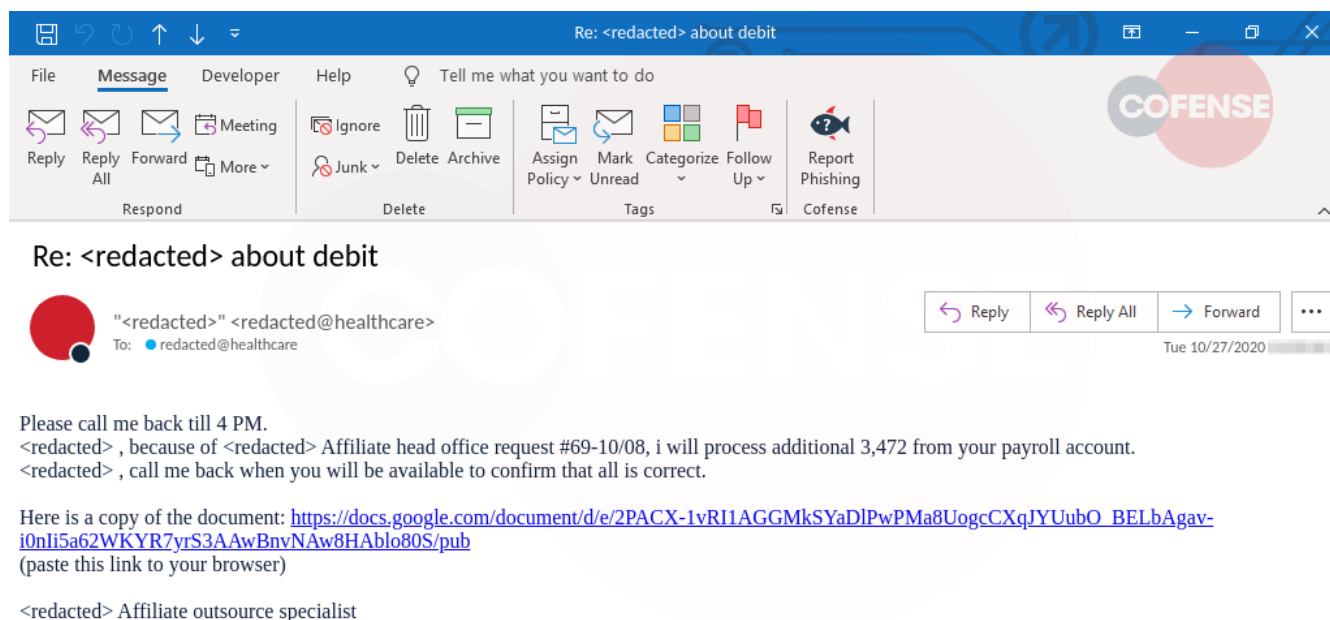 Re: <redacted> about debit
File Message Developer Help Tell me what you want to do
COFENSE
Reply Reply All Forward Meeting More Ignore Junk Delete Archive Assign Policy Mark Unread Categorize Follow Up Report Phishing
Respond Delete Tags Cofense
Re: <redacted> about debit
"<redacted>" <redacted@healthcare>
To: redacted@healthcare
Reply Reply All Forward ...
Tue 10/27/2020
COFENSE
Please call me back till 4 PM.
<redacted> , because of <redacted> Affiliate head office request #69-10/08, i will process additional 3,472 from your payroll account.
<redacted> , call me back when you will be available to confirm that all is correct.
Here is a copy of the document: https://docs.google.com/document/d/e/2PACX-1vRI1AGGMkSYaDlPwPMa8UogcCXqJYUubO_BELbAgav-
i0nIi5a62WKYR7yrS3AAwBnvNAw8HAblo80S/pub
(paste this link to your browser)
<redacted> Affiliate outsource specialist